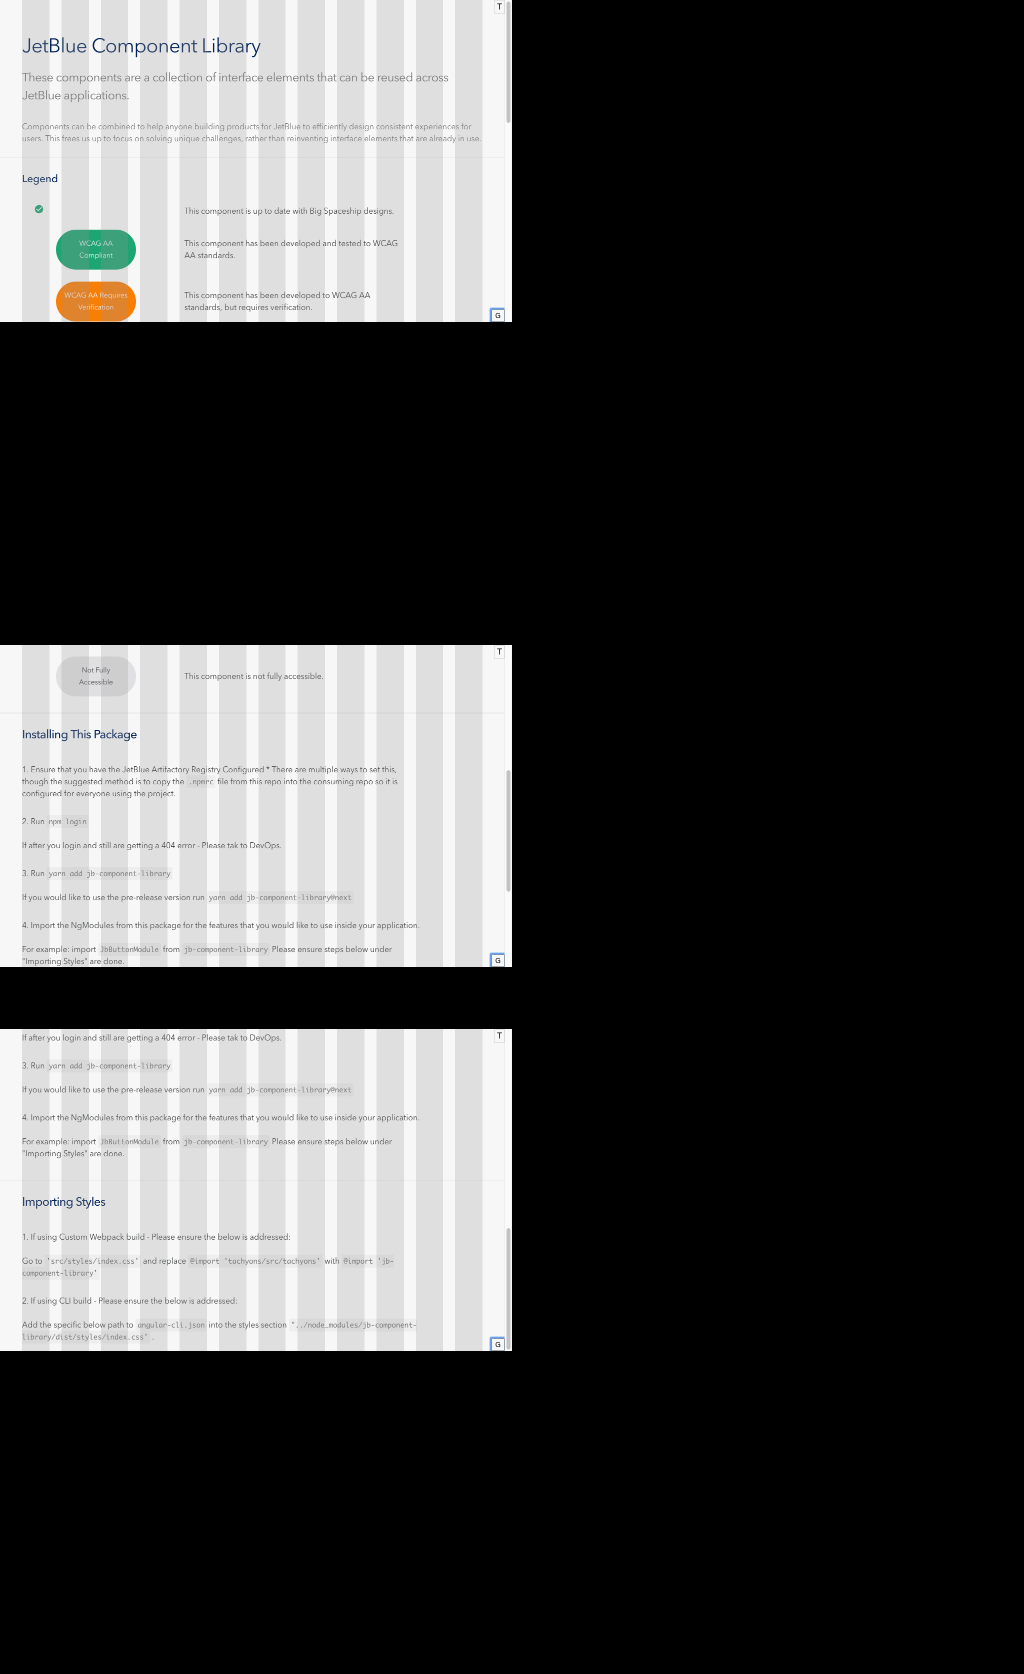 T
JetBlue Component Library
These components are a collection of interface elements that can be reused across
JetBlue applications.
Components can be combined to help anyone building products for JetBlue to efficiently design consistent experiences for
users. This frees us up to focus on solving unique challenges, rather than reinventing interface elements that are already in use.
Legend
This component is up to date with Big Spaceship designs.
WCAG AA
Compliant
This component has been developed and tested to WCAG
AA standards.
WCAG AA Requires
Verification
This component has been developed to WCAG AA
standards, but requires verification.
G
T
Not Fully
Accessible
This component is not fully accessible.
Installing This Package
1. Ensure that you have the JetBlue Artifactory Registry Configured * There are multiple ways to set this,
though the suggested method is to copy the .npmrc file from this repo into the consuming repo so it is
configured for everyone using the project.
2. Run npm login
If after you login and still are getting a 404 error - Please tak to DevOps.
3. Run yarn add jb-component-library
If you would like to use the pre-release version run yarn add jb-component-library@next
4. Import the NgModules from this package for the features that you would like to use inside your application.
For example: import JbButtonModule from jb-component-library Please ensure steps below under
"Importing Styles" are done.
G
T
If after you login and still are getting a 404 error - Please tak to DevOps.
3. Run yarn add jb-component-library
If you would like to use the pre-release version run yarn add jb-component-library@next
4. Import the NgModules from this package for the features that you would like to use inside your application.
For example: import JbButtonModule from jb-component-library Please ensure steps below under
"Importing Styles" are done.
Importing Styles
1. If using Custom Webpack build - Please ensure the below is addressed:
Go to 'src/styles/index.css' and replace @import 'tachyons/src/tachyons' with @import 'jb-
component-library'
2. If using CLI build - Please ensure the below is addressed:
Add the specific below path to angular-cli.json into the styles section "../node_modules/jb-component-
library/dist/styles/index.css" .
G